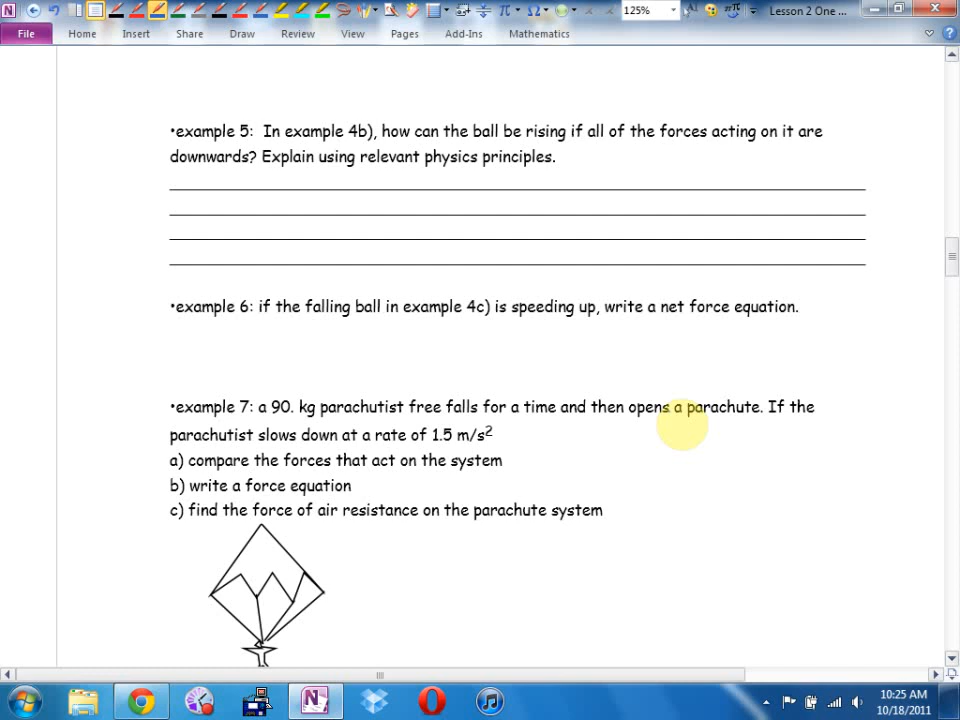 125%
Lesson 2 One ...
File Home Insert Share Draw Review View Pages Add-Ins Mathematics
•example 5: In example 4b), how can the ball be rising if all of the forces acting on it are
downwards? Explain using relevant physics principles.
•example 6: if the falling ball in example 4c) is speeding up, write a net force equation.
•example 7: a 90. kg parachutist free falls for a time and then opens a parachute. If the
parachutist slows down at a rate of 1.5 m/s²
a) compare the forces that act on the system
b) write a force equation
c) find the force of air resistance on the parachute system
10:25 AM
10/18/2011